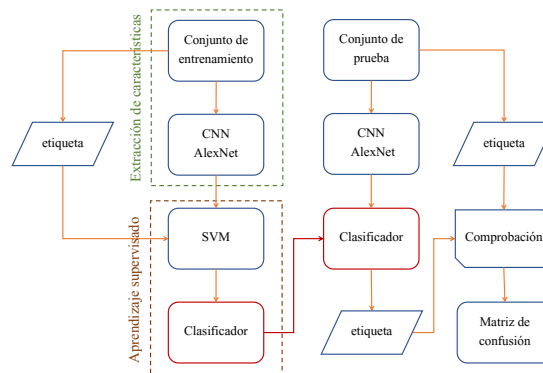 Extracción de características
Conjunto de
entrenamiento
Conjunto de
prueba
etiqueta
CNN
AlexNet
CNN
AlexNet
etiqueta
Aprendizaje supervisado
SVM
Clasificador
Comprobación
Clasificador
etiqueta
Matriz de
confusión